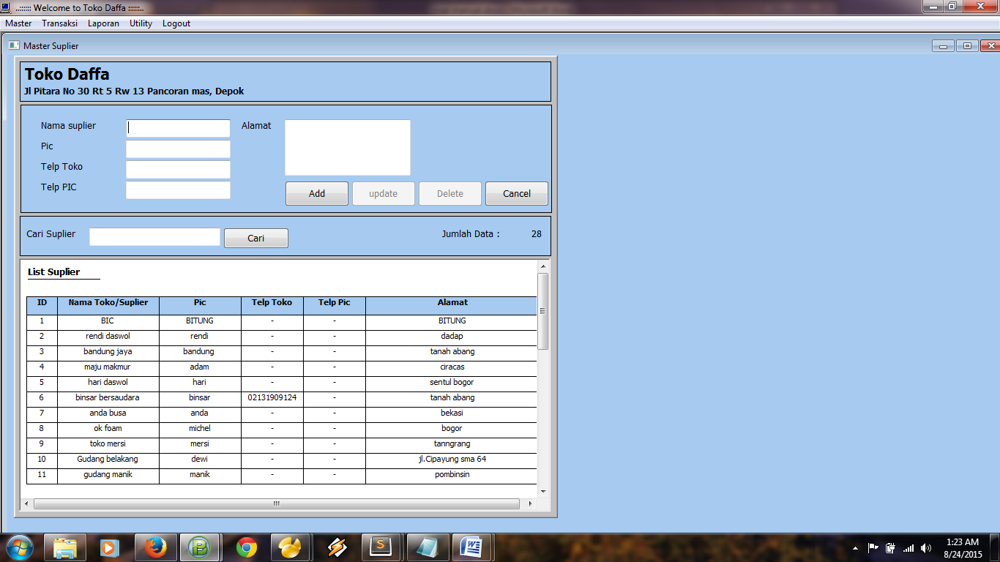 ..:::::: Welcome to Toko Daffa ::::::..
Master Transaksi Laporan Utility Logout
Master Suplier
Toko Daffa
Jl Pitara No 30 Rt 5 Rw 13 Pancoran mas, Depok
Nama suplier Alamat
Pic
Telp Toko
Telp PIC
Add update Delete Cancel
Cari Suplier Cari Jumlah Data : 28
List Suplier
ID Nama Toko/Suplier Pic Telp Toko Telp Pic Alamat
1 BIC BITUNG - - BITUNG
2 rendi daswol rendi - - dadap
3 bandung jaya bandung - - tanah abang
4 maju makmur adam - - ciracas
5 hari daswol hari - - sentul bogor
6 binsar bersaudara binsar 02131909124 - tanah abang
7 anda busa anda - - bekasi
8 ok foam michel - - bogor
9 toko mersi mersi - - tanngrang
10 Gudang belakang dewi - - jl.Cipayung sma 64
11 gudang manik manik - - pombinsin
1:23 AM
8/24/2015